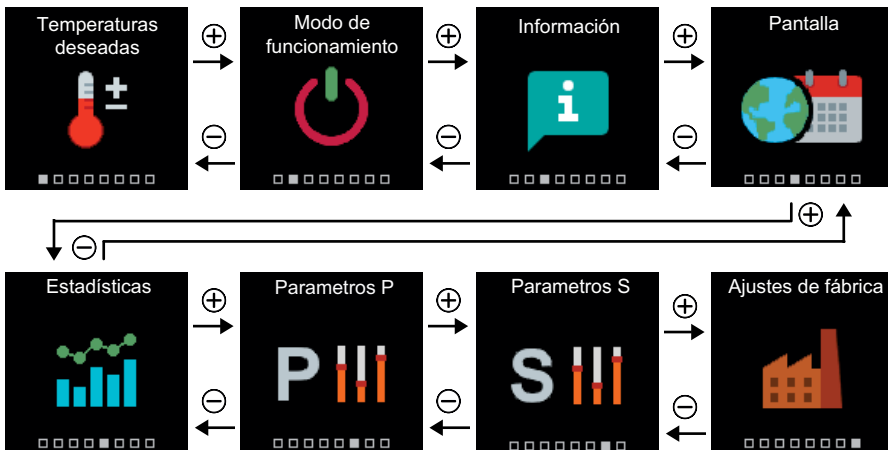 Temperaturas
deseadas
Modo de
funcionamiento
Información
Pantalla
i
Estadísticas
Parametros P
Parametros S
Ajustes de fábrica
P
S